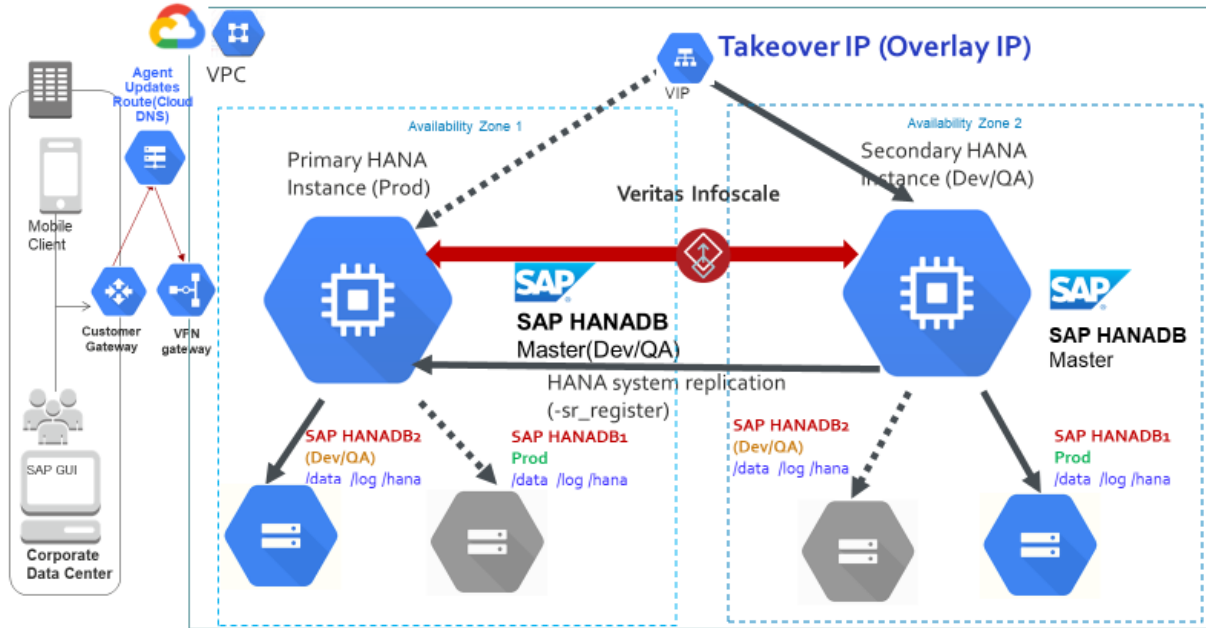 Takeover IP (Overlay IP)
VPC
VIP
Agent
Updates
Route(Cloud
DNS)
Availability Zone 1
Availability Zone 2
Primary HANA
Instance (Prod)
Secondary HANA
Instance (Dev/QA)
Veritas Infoscale
Mobile
Client
Customer
Gateway
VPN
gateway
SAP
SAP HANADB
Master(Dev/QA)
SAP
SAP HANADB
Master
HANA system replication
(-sr_register)
SAP HANADB2
(Dev/QA)
/data /log /hana
SAP HANADB1
Prod
/data /log /hana
SAP HANADB2
(Dev/QA)
/data /log /hana
SAP HANADB1
Prod
/data /log /hana
SAP GUI
Corporate
Data Center